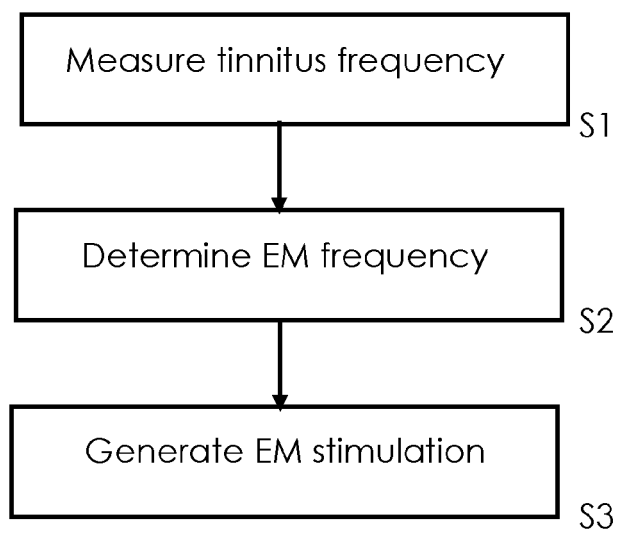 Measure tinnitus frequency
S1
Determine EM frequency
S2
Generate EM stimulation
S3